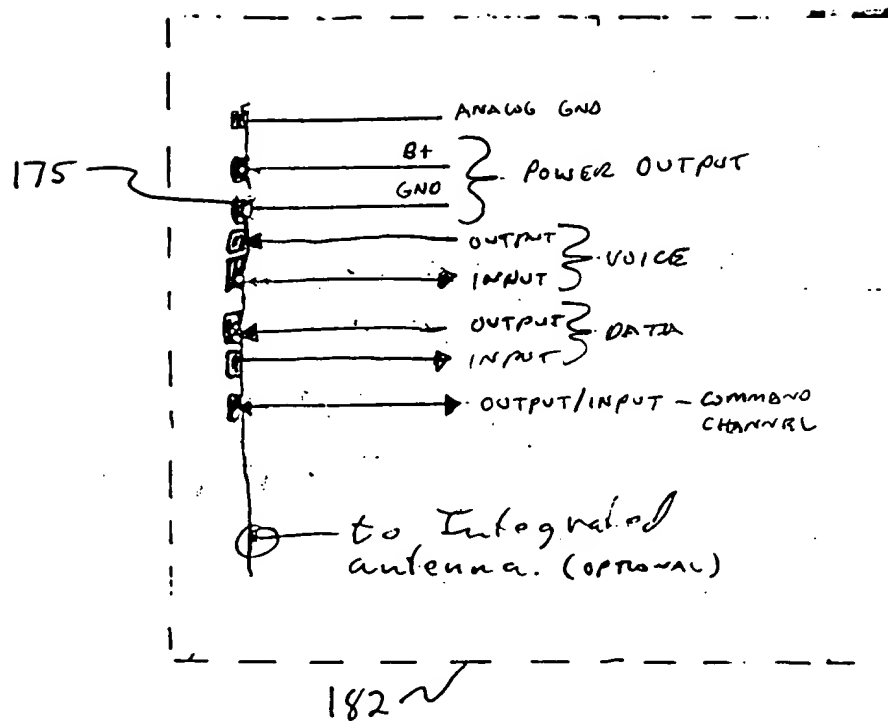 ANALOG GND
B+
POWER OUTPUT
175
GND
OUTPUT
VOICE
INPUT
OUTPUT
DATA
INPUT
OUTPUT/INPUT - COMMAND
CHANNEL
to Integrated
antenna. (OPTIONAL)
182